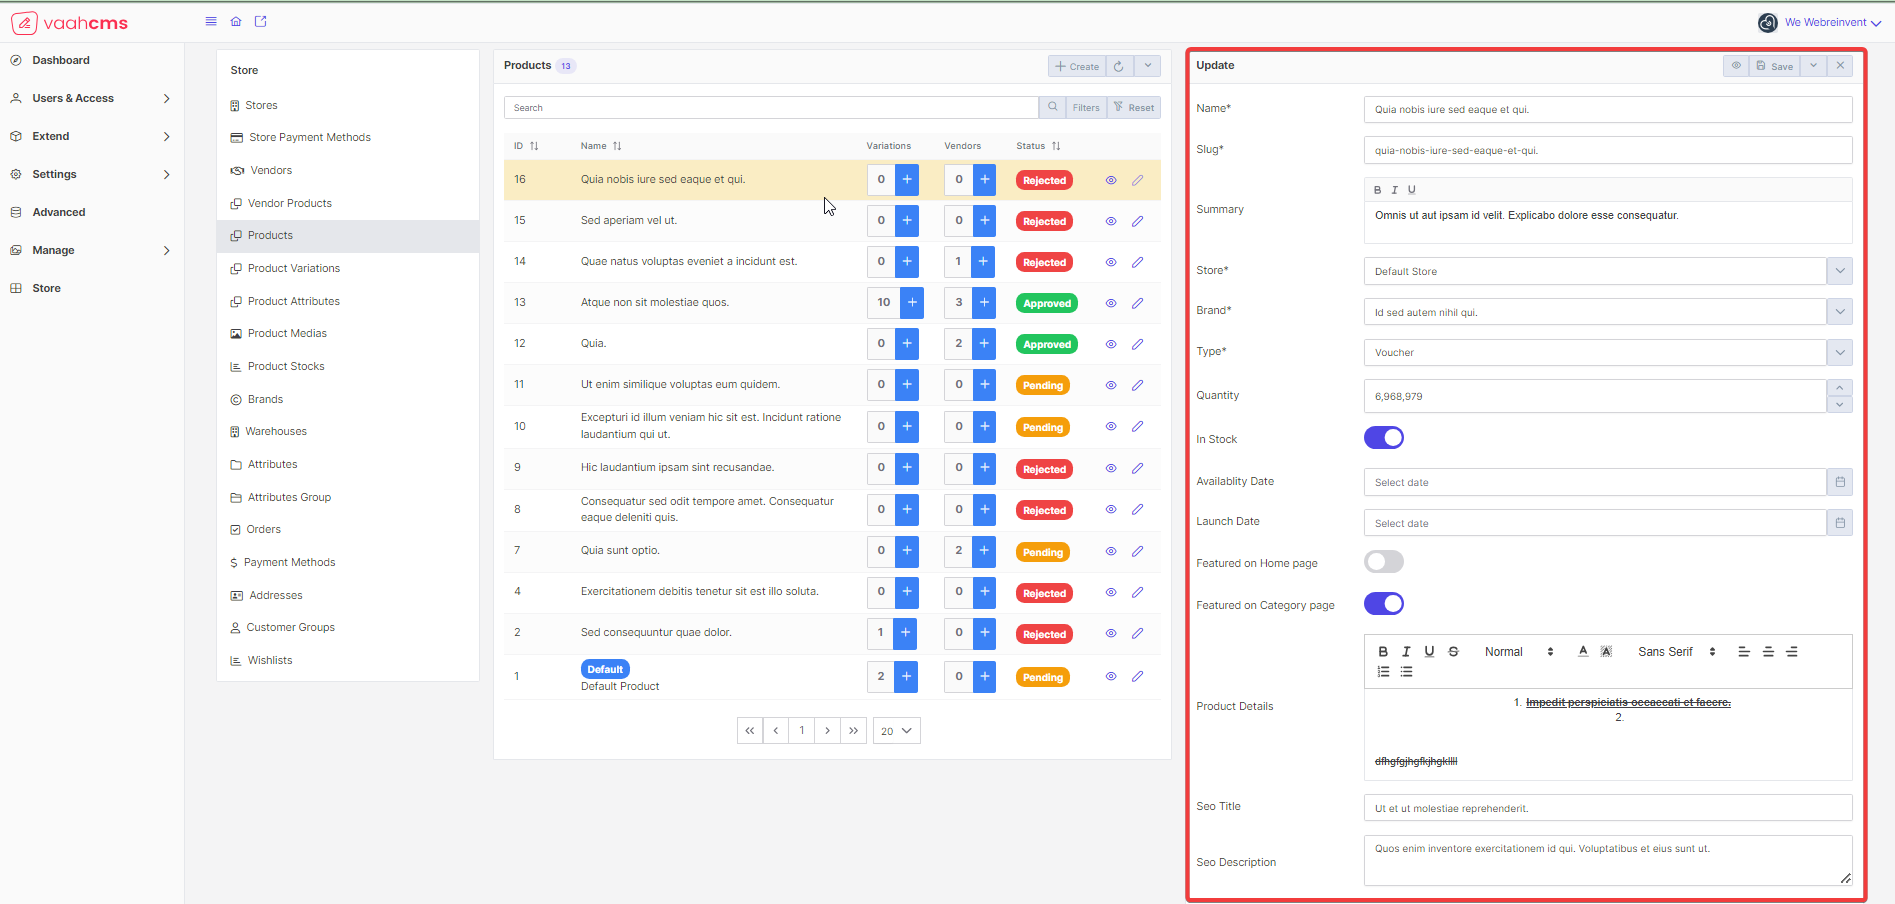 vaahcms
We Webreinvent
Dashboard
Users & Access
Extend
Settings
Advanced
Manage
Store
Store
Stores
Store Payment Methods
Vendors
Vendor Products
Products
Product Variations
Product Attributes
Product Medias
Product Stocks
Brands
Warehouses
Attributes
Attributes Group
Orders
Payment Methods
Addresses
Customer Groups
Wishlists
Products 13
+ Create
Search
Filters
Reset
ID Name Variations Vendors Status
16 Quia nobis iure sed eaque et qui. 0 + 0 + Rejected
15 Sed aperiam vel ut. 0 + 0 + Rejected
14 Quae natus voluptas eveniet a incidunt est. 0 + 1 + Rejected
13 Atque non sit molestiae quos. 10 + 3 + Approved
12 Quia. 0 + 2 + Approved
11 Ut enim similique voluptas eum quidem. 0 + 0 + Pending
10 Excepturi id illum veniam hic sit est. Incidunt ratione
laudantium qui ut. 0 + 0 + Pending
9 Hic laudantium ipsam sint recusandae. 0 + 0 + Rejected
8 Consequatur sed odit tempore amet. Consequatur
eaque deleniti quis. 0 + 0 + Rejected
7 Quia sunt optio. 0 + 2 + Pending
4 Exercitationem debitis tenetur sit est illo soluta. 0 + 0 + Rejected
2 Sed consequuntur quae dolor. 1 + 0 + Rejected
1 Default
Default Product 2 + 0 + Pending
« ‹ 1 › » 20
Update
Save
Name* Quia nobis iure sed eaque et qui.
Slug* quia-nobis-iure-sed-eaque-et-qui.
B I U
Summary
Omnis ut aut ipsam id velit. Explicabo dolore esse consequatur.
Store* Default Store
Brand* Id sed autem nihil qui.
Type* Voucher
Quantity 6,968,979
In Stock
Availablity Date Select date
Launch Date Select date
Featured on Home page
Featured on Category page
B I U S Normal A A Sans Serif
Product Details
1. Impedit perspiciatis occaecati et facere.
2.
dfhgfgjhgfkjhgkllll
Seo Title Ut et ut molestiae reprehenderit.
Seo Description Quos enim inventore exercitationem id qui. Voluptatibus et eius sunt ut.